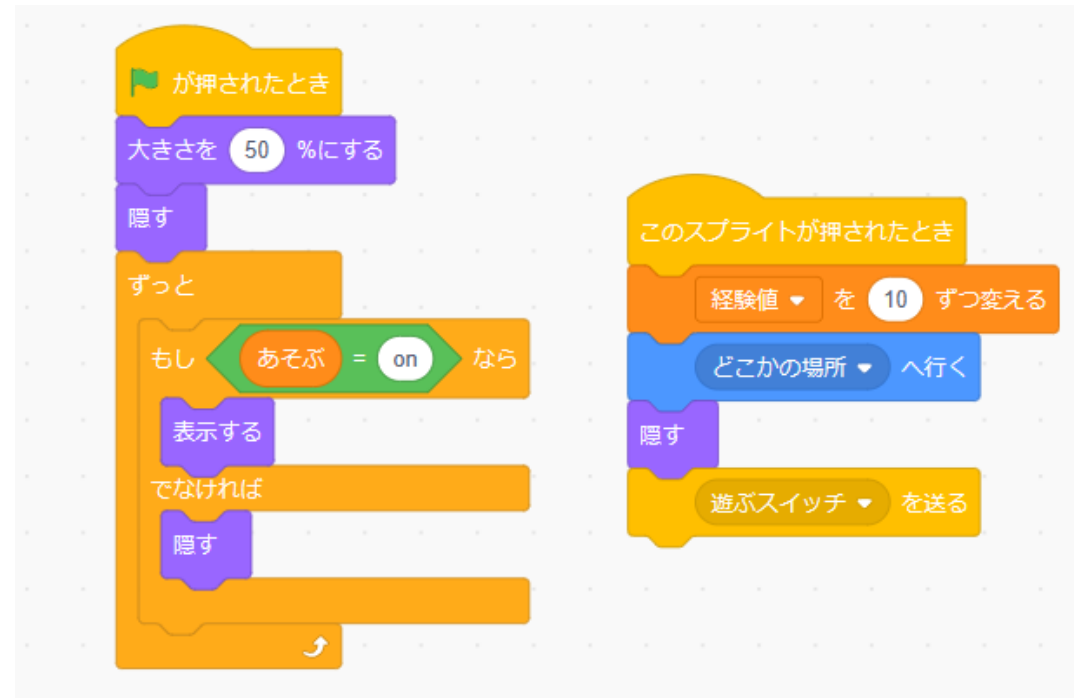 が押されたとき
大きさを 50 %にする
隠す
ずっと
もし あそぶ = on なら
表示する
でなければ
隠す
このスプライトが押されたとき
経験値 を 10 ずつ変える
どこかの場所 へ行く
隠す
遊ぶスイッチ を送る